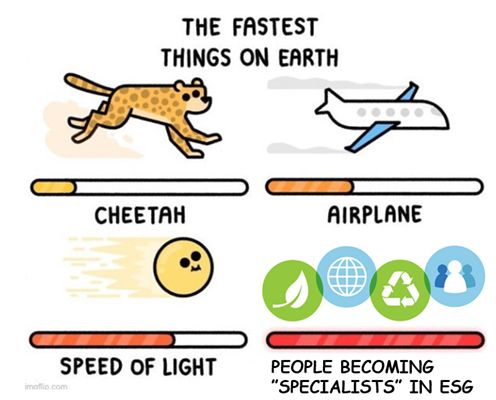 THE FASTEST
THINGS ON EARTH
CHEETAH
AIRPLANE
SPEED OF LIGHT
PEOPLE BECOMING
"SPECIALISTS" IN ESG
imgflip.com